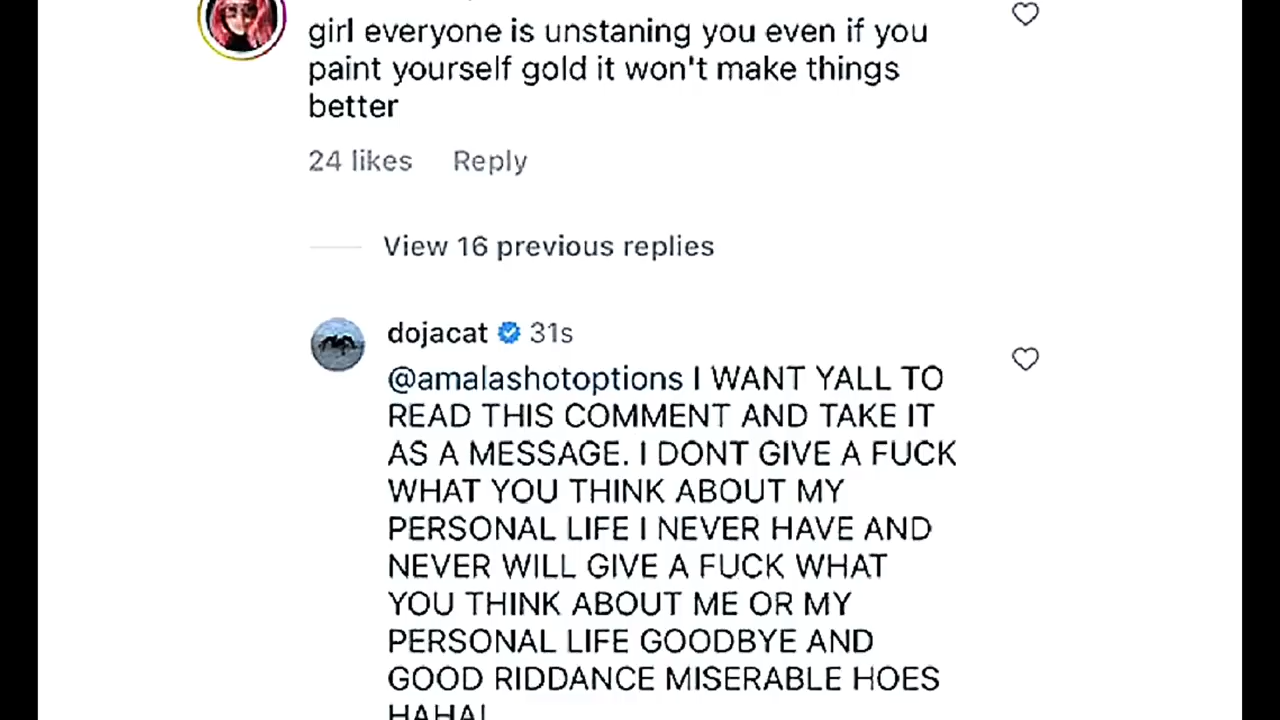 girl everyone is unstaning you even if you
paint yourself gold it won't make things
better
24 likes Reply
View 16 previous replies
dojacat 31s
@amalashotoptions I WANT YALL TO
READ THIS COMMENT AND TAKE IT
AS A MESSAGE. I DONT GIVE A FUCK
WHAT YOU THINK ABOUT MY
PERSONAL LIFE I NEVER HAVE AND
NEVER WILL GIVE A FUCK WHAT
YOU THINK ABOUT ME OR MY
PERSONAL LIFE GOODBYE AND
GOOD RIDDANCE MISERABLE HOES